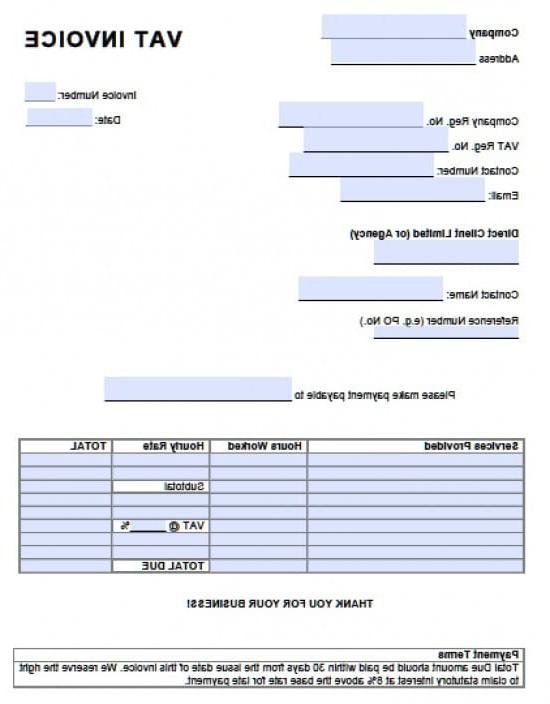 VAT INVOICE
Company
Address
Invoice Number:
Date:
Company Reg. No.
VAT Reg. No.
Contact Number:
Email:
Direct Client Limited (or Agency)
Contact Name:
Reference Number (e.g. PO No.)
Please make payment payable to
Services Provided Hours Worked Hourly Rate TOTAL
Subtotal
VAT @ ______ %
TOTAL DUE
THANK YOU FOR YOUR BUSINESS!
Payment Terms
Total Due amount should be paid within 30 days from the issue date of this invoice. We reserve the right
to claim statutory interest at 8% above the base rate for late payment.